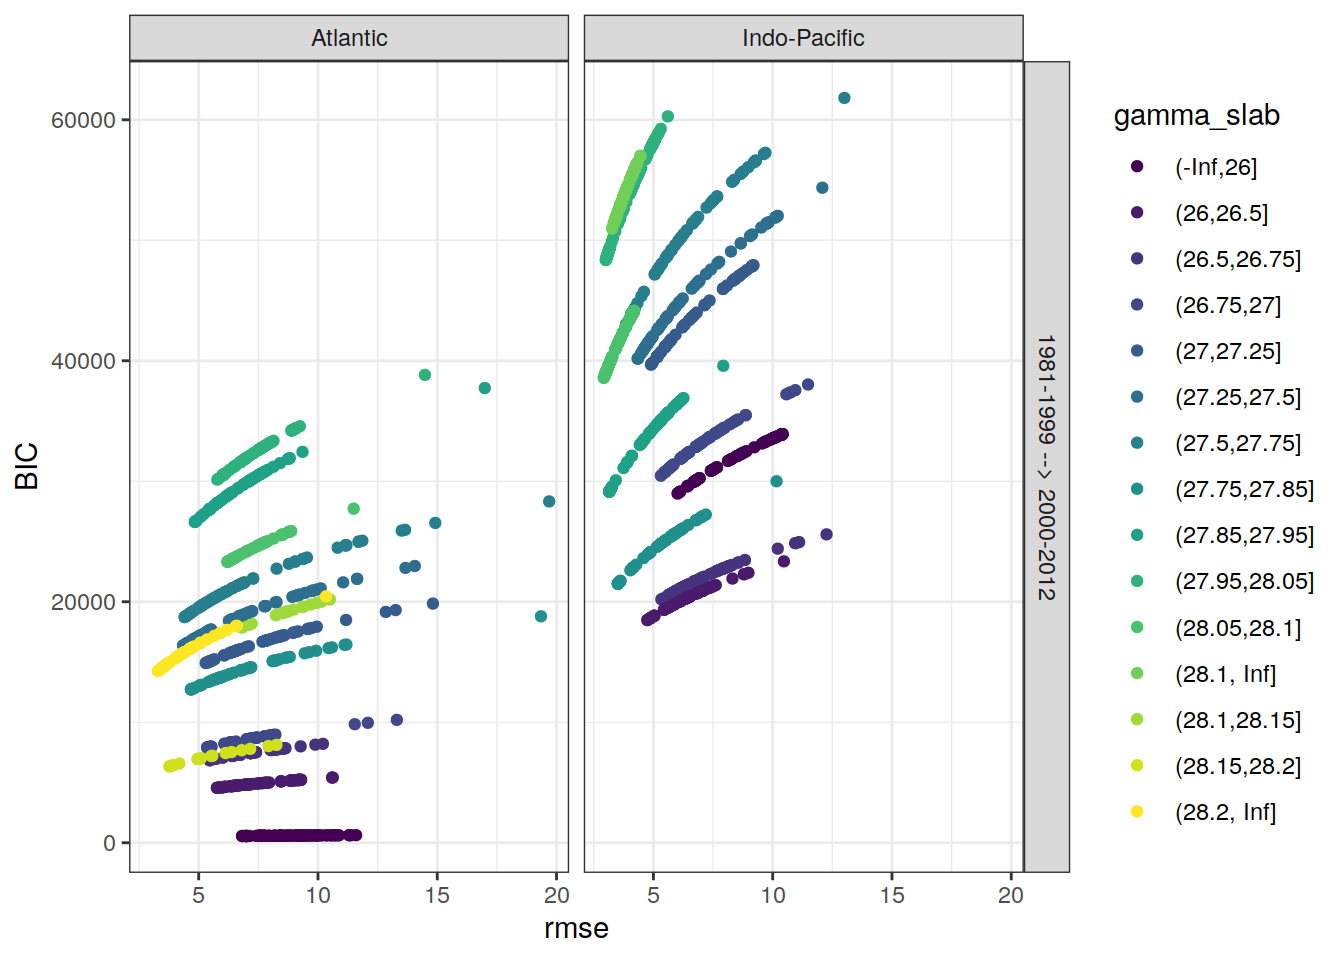 Atlantic
Indo-Pacific
60000
40000
20000
0
BIC
5
10
15
20
5
10
15
20
rmse
1981-1999 --> 2000-2012
gamma_slab
(-Inf,26]
(26,26.5]
(26.5,26.75]
(26.75,27]
(27,27.25]
(27.25,27.5]
(27.5,27.75]
(27.75,27.85]
(27.85,27.95]
(27.95,28.05]
(28.05,28.1]
(28.1, Inf]
(28.1,28.15]
(28.15,28.2]
(28.2, Inf]